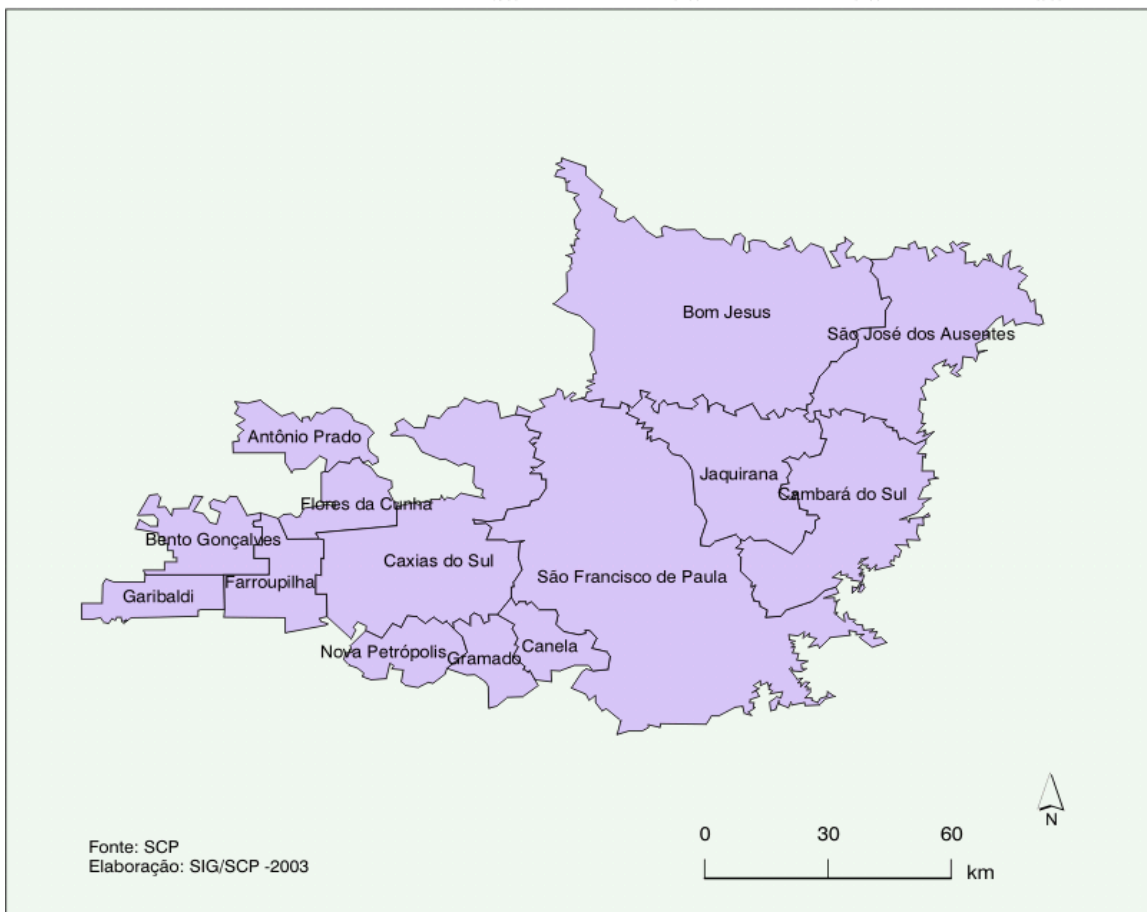 Bom Jesus
São José dos Ausentes
Antônio Prado
Jaquirana
Cambará do Sul
Flores da Cunha
Bento Gonçalves
Caxias do Sul
São Francisco de Paula
Farroupilha
Garibaldi
Canela
Nova Petrópolis
Gramado
N
0 30 60
km
Fonte: SCP
Elaboração: SIG/SCP -2003